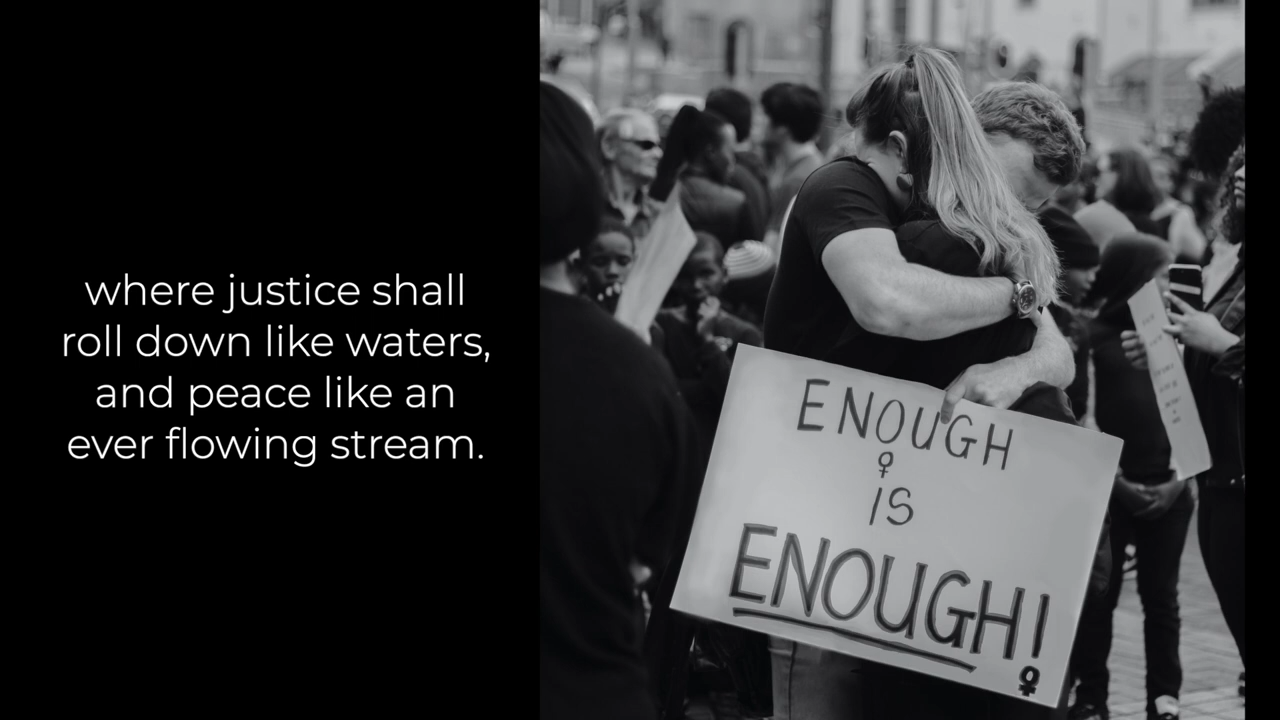 where justice shall
roll down like waters,
and peace like an
ever flowing stream.
ENOUGH
IS
ENOUGH!